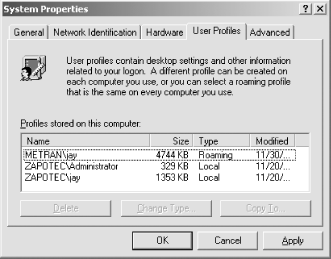 System Properties ? X
General Network Identification Hardware User Profiles Advanced
User profiles contain desktop settings and other information
related to your logon. A different profile can be created on
each computer you use, or you can select a roaming profile
that is the same on every computer you use.
Profiles stored on this computer:
Name Size Type Modified
METRAN\jay 4744 KB Roaming 11/30/...
ZAPOTEC\Administrator 329 KB Local 11/20/...
ZAPOTEC\jay 1353 KB Local 11/27/...
Delete Change Type... Copy To...
OK Cancel Apply